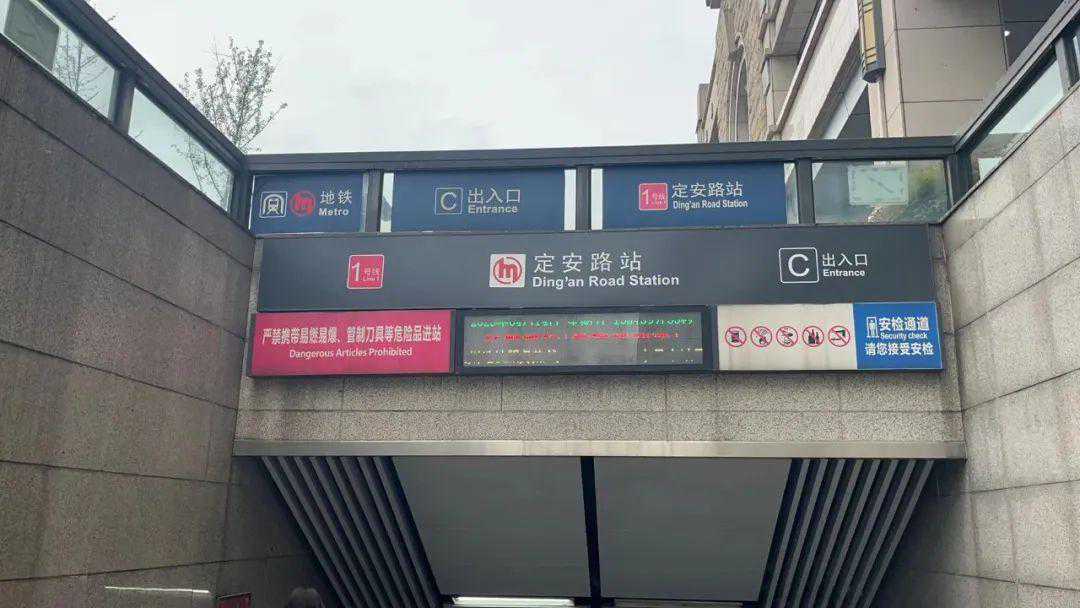 地铁
Metro
C 出入口
Entrance
1号线 定安路站
Ding'an Road Station
1号线
Line 1
定安路站
Ding'an Road Station
C 出入口
Entrance
严禁携带易燃易爆、管制刀具等危险品进站
Dangerous Articles Prohibited
安检通道
Security check
请您接受安检